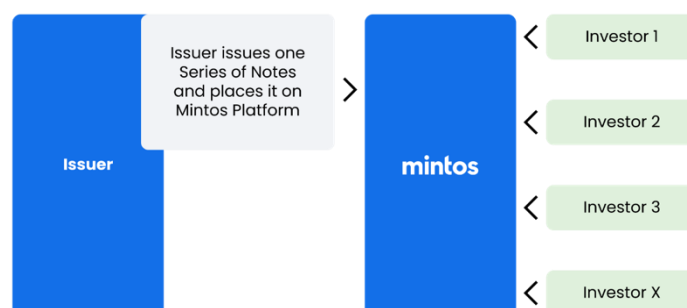 Issuer
Issuer issues one
Series of Notes
and places it on
Mintos Platform
mintos
Investor 1
Investor 2
Investor 3
Investor X